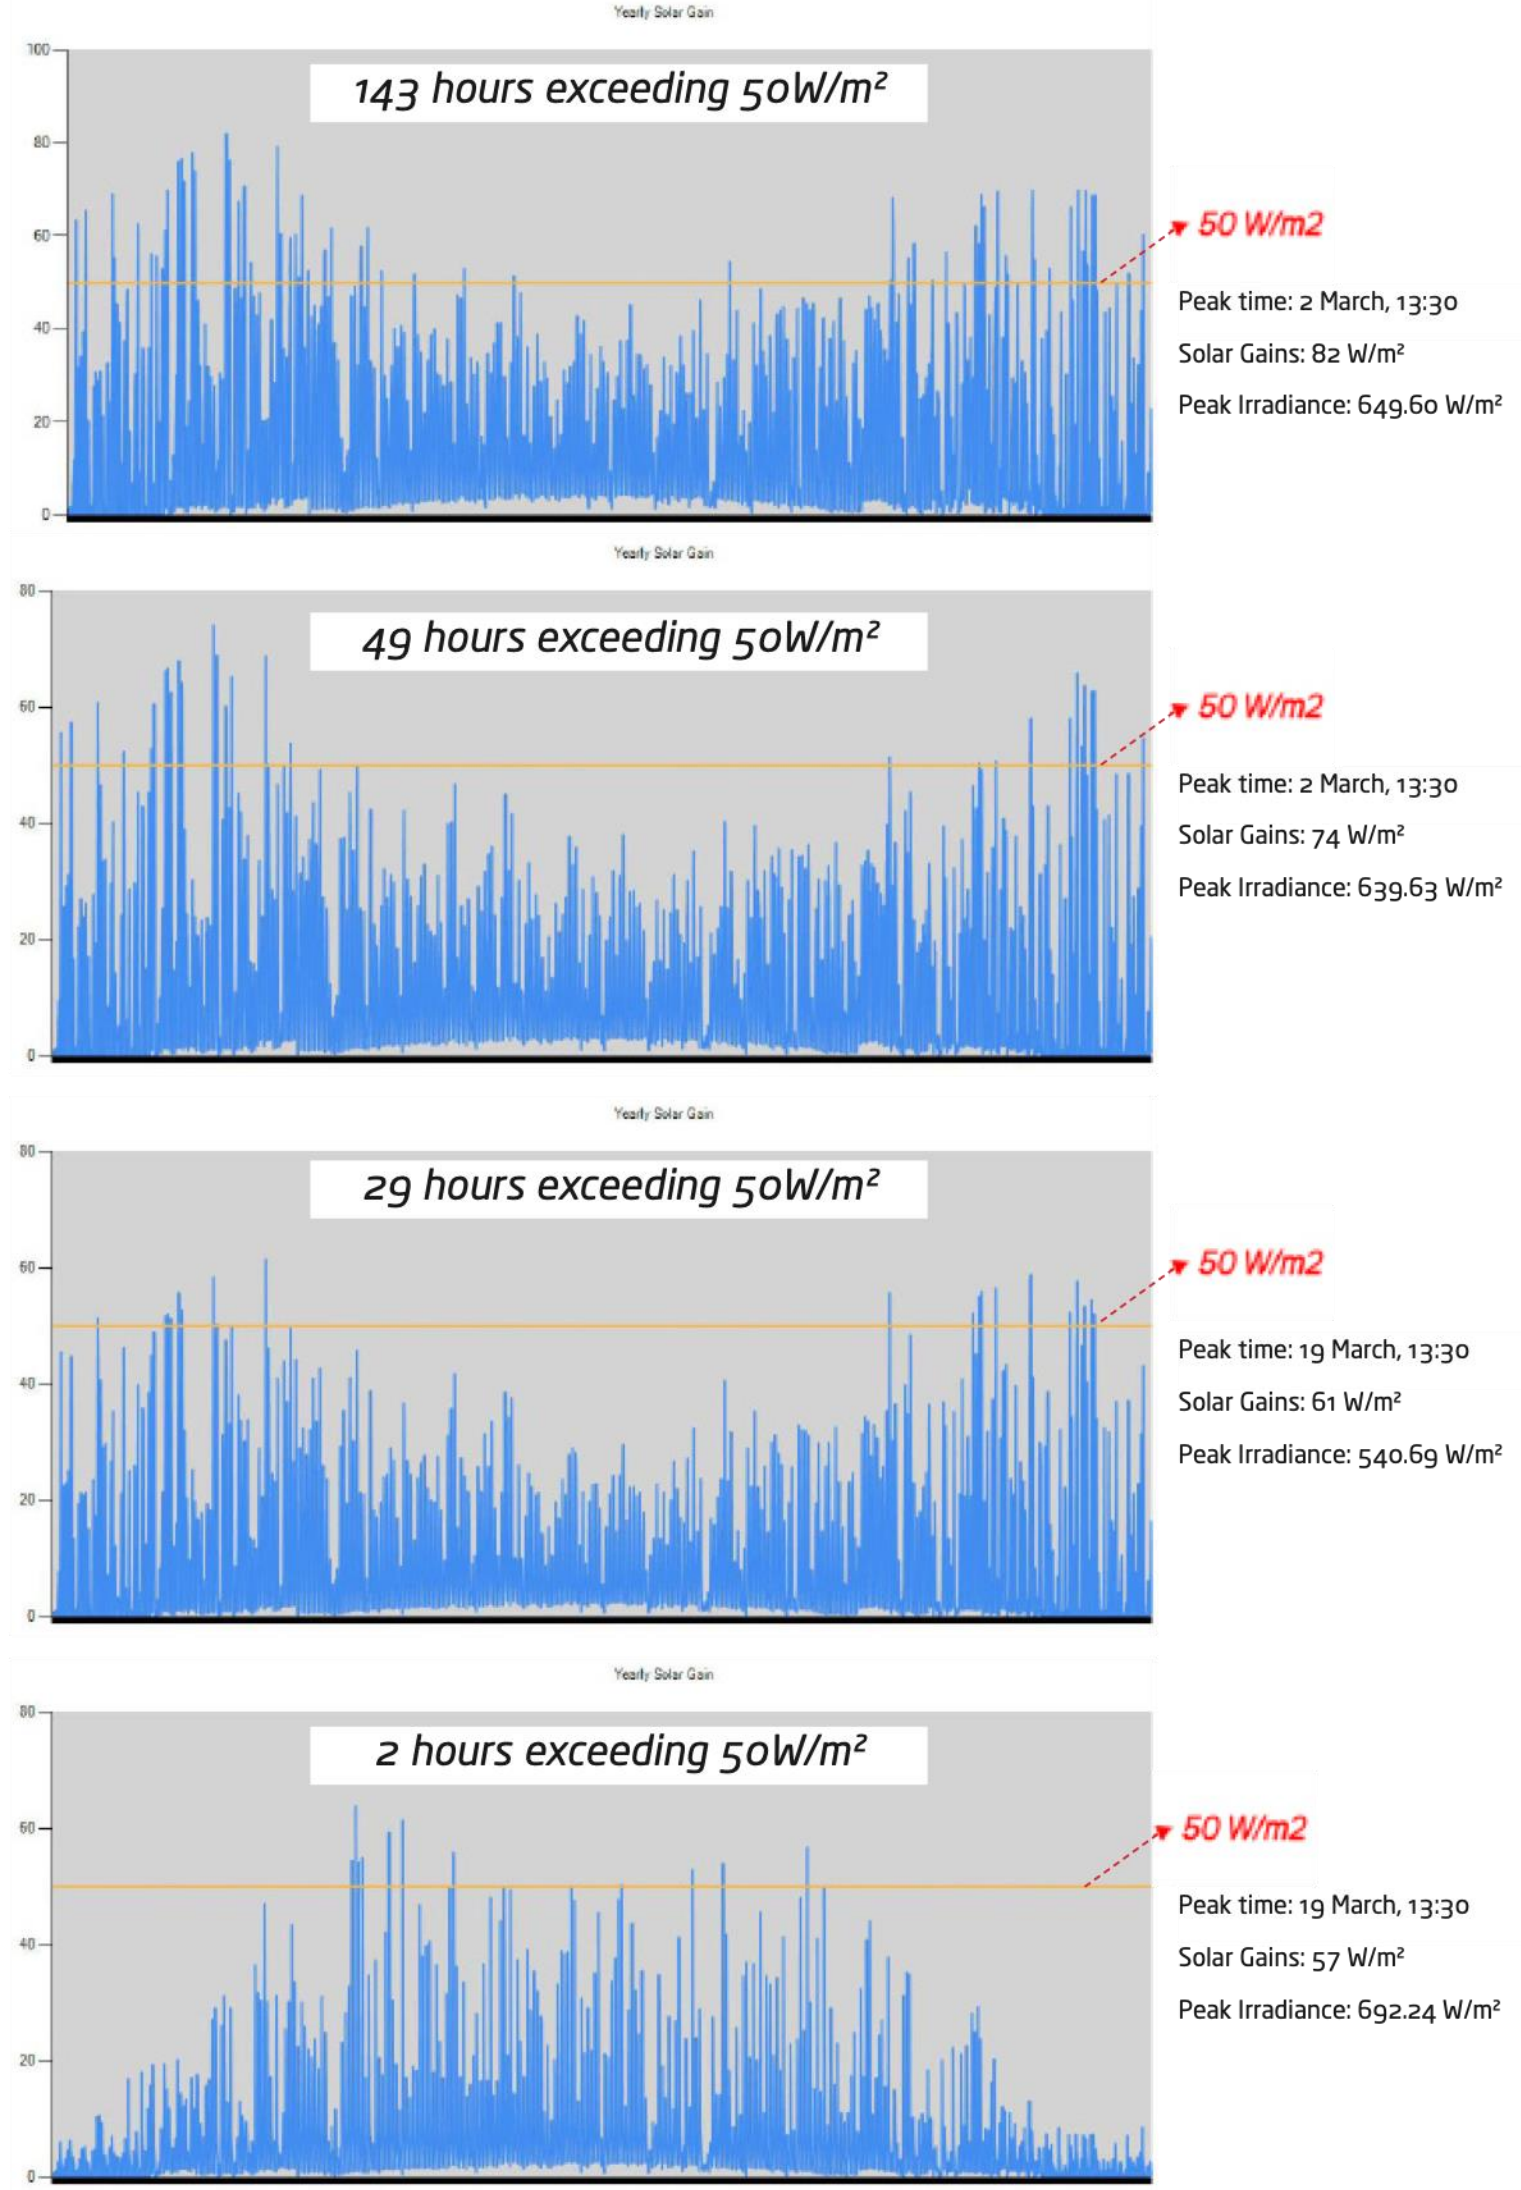 Yearly Solar Gain
100
143 hours exceeding 50W/m²
80
60
50 W/m2
Peak time: 2 March, 13:30
Solar Gains: 82 W/m²
40
Peak Irradiance: 649.60 W/m²
20
0
Yearly Solar Gain
80
49 hours exceeding 50W/m²
60
50 W/m2
Peak time: 2 March, 13:30
40
Solar Gains: 74 W/m²
Peak Irradiance: 639.63 W/m²
20
0
Yearly Solar Gain
80
29 hours exceeding 50W/m²
60
50 W/m2
Peak time: 19 March, 13:30
40
Solar Gains: 61 W/m²
Peak Irradiance: 540.69 W/m²
20
0
Yearly Solar Gain
80
2 hours exceeding 50W/m²
60
50 W/m2
Peak time: 19 March, 13:30
40
Solar Gains: 57 W/m²
Peak Irradiance: 692.24 W/m²
20
0